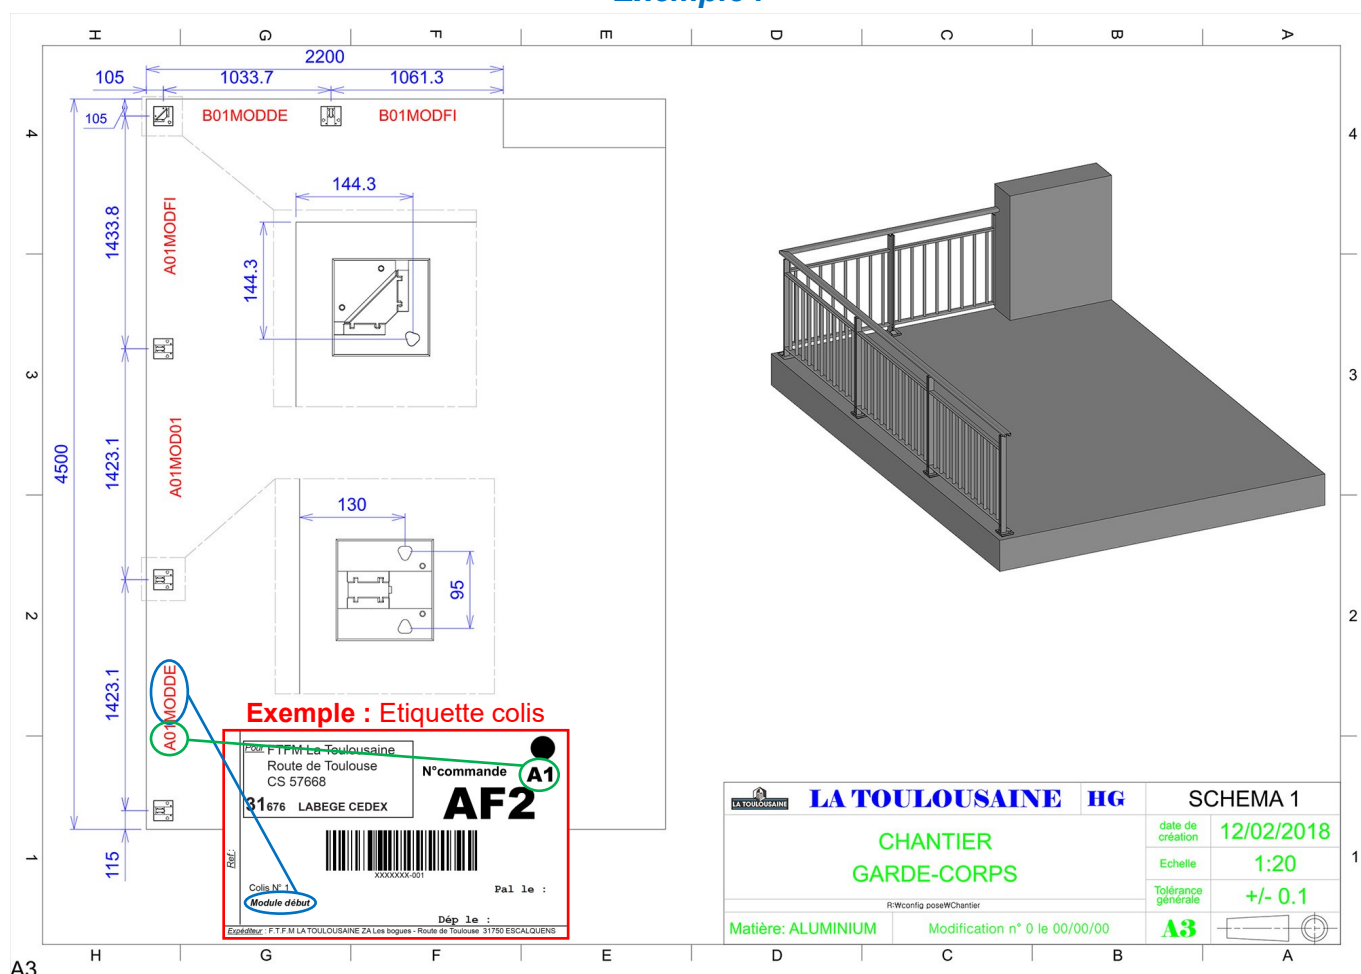 Exemple :
H G F E D C B A
2200
105 1033.7 1061.3
105
B01MODDE B01MODFI
4 4
144.3
A01MODFI
1433.8
144.3
3 3
A01MOD01
1423.1
4500
130
95
2 2
A01MODDE
1423.1
Exemple : Etiquette colis
Pour FTFM La Toulousaine
Route de Toulouse
CS 57668
31676 LABEGE CEDEX
N°commande A1
AF2
XXXXXXX-001
Ref :
Colis N° 1
Module début
Pal le :
Dép le :
Expéditeur : F.T.F.M LA TOULOUSAINE ZA Les bogues - Route de Toulouse 31750 ESCALQUENS
115
1 1
LA TOULOUSAINE LA TOULOUSAINE HG SCHEMA 1
CHANTIER
GARDE-CORPS
R:₩config pose₩Chantier
date de création 12/02/2018
Echelle 1:20
Tolérance générale +/- 0.1
Matière: ALUMINIUM Modification n° 0 le 00/00/00 A3
H G F E D C B A
A3